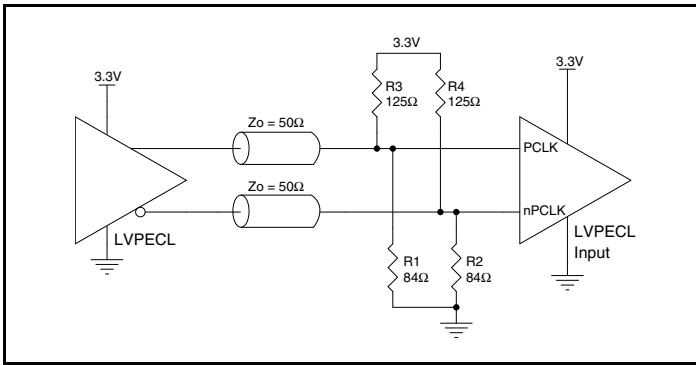 3.3V
3.3V
3.3V
R3
125Ω
R4
125Ω
Zo = 50Ω
PCLK
Zo = 50Ω
nPCLK
LVPECL
LVPECL
Input
R1
84Ω
R2
84Ω